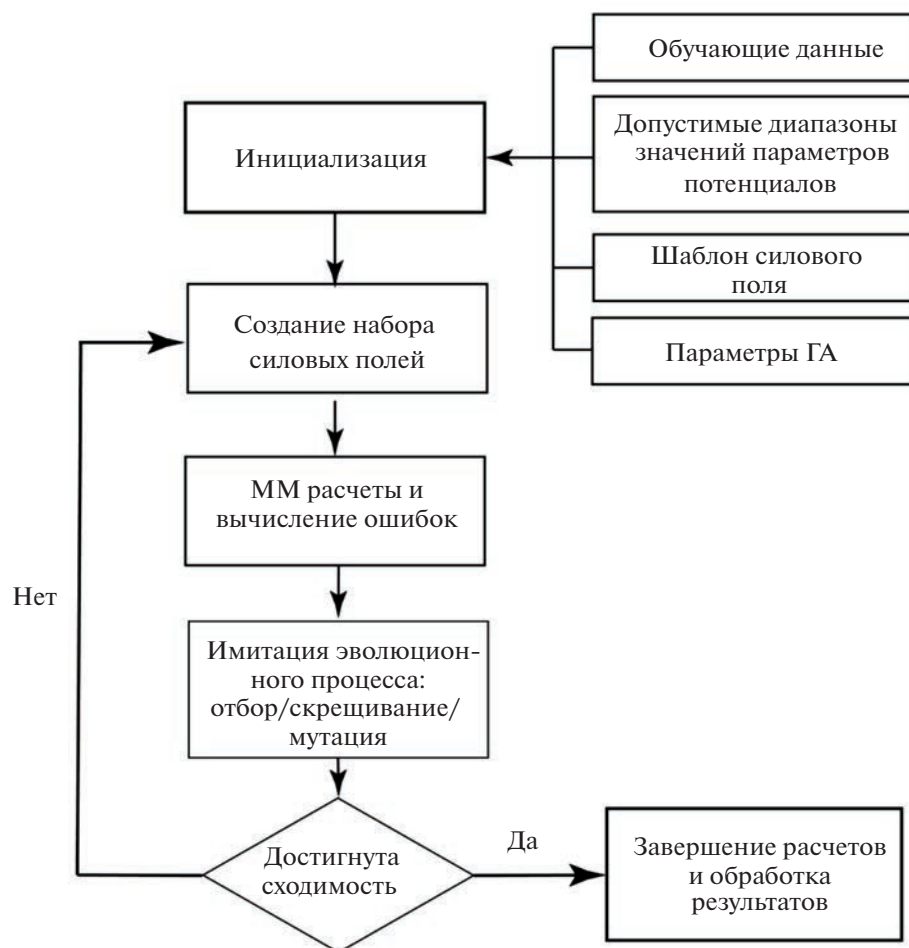 Обучающие данные
Допустимые диапазоны
значений параметров
потенциалов
Инициализация
Шаблон силового
поля
Создание набора
силовых полей
Параметры ГА
ММ расчеты и
вычисление ошибок
Нет
Имитация эволюцион-
ного процесса:
отбор/скрещивание/
мутация
Достигнута
сходимость
Да
Завершение расчетов
и обработка
результатов